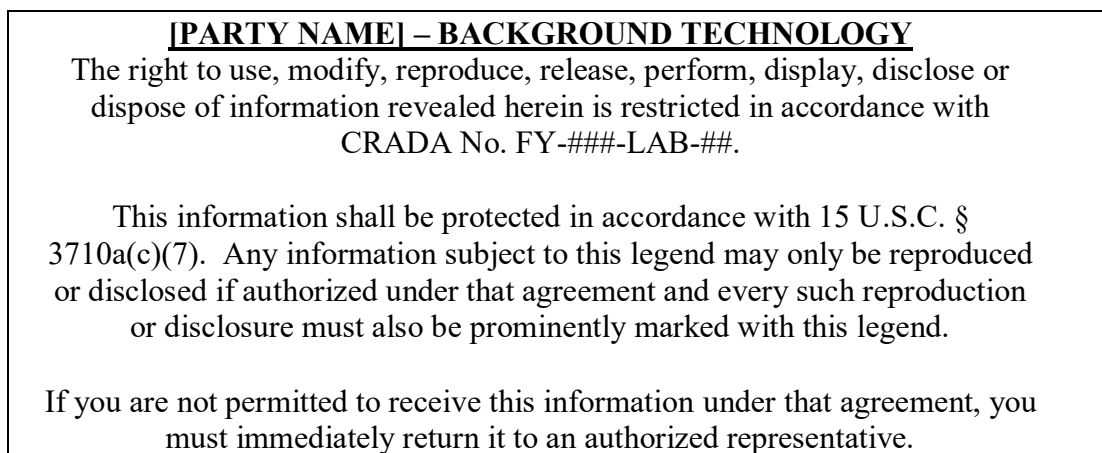 [PARTY NAME] – BACKGROUND TECHNOLOGY
The right to use, modify, reproduce, release, perform, display, disclose or
dispose of information revealed herein is restricted in accordance with
CRADA No. FY-###-LAB-##.
This information shall be protected in accordance with 15 U.S.C. §
3710a(c)(7).  Any information subject to this legend may only be reproduced
or disclosed if authorized under that agreement and every such reproduction
or disclosure must also be prominently marked with this legend.
If you are not permitted to receive this information under that agreement, you
must immediately return it to an authorized representative.